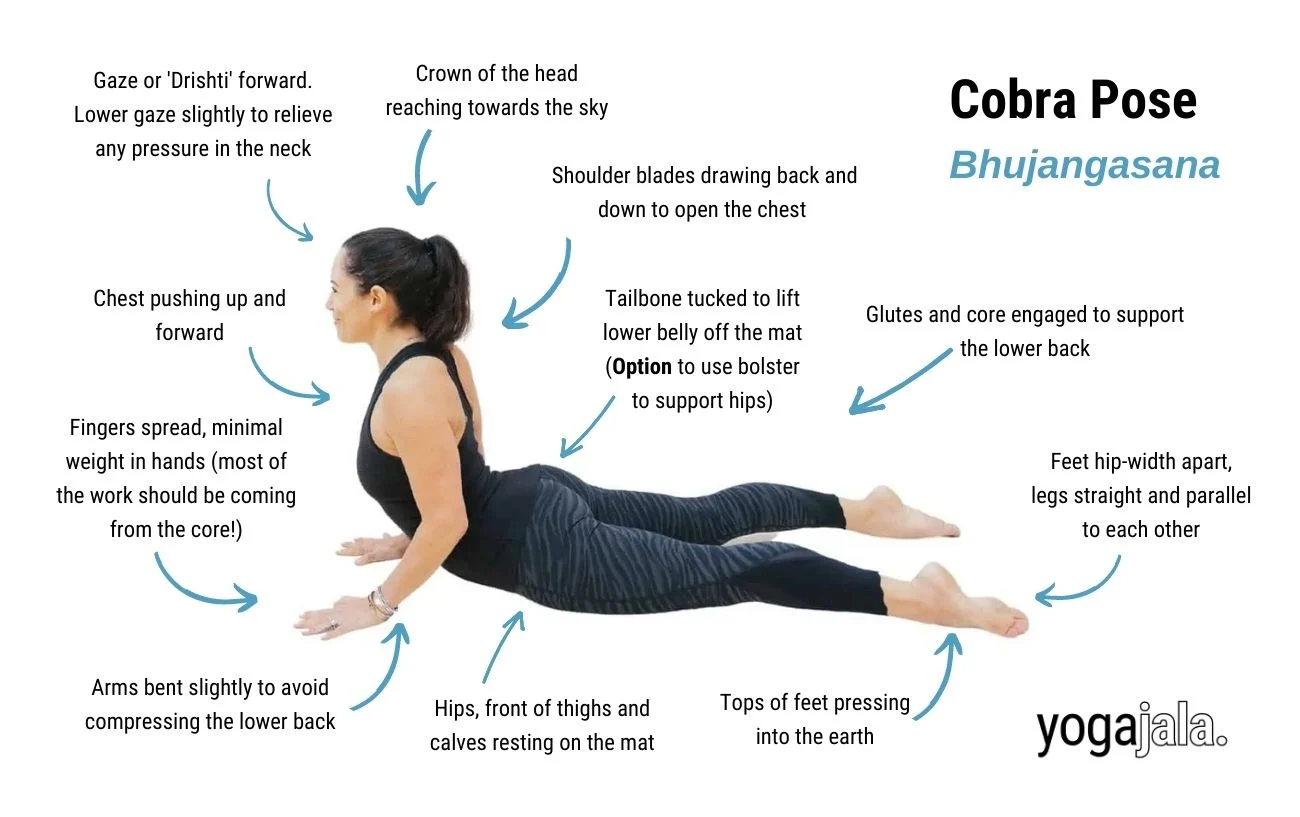 Cobra Pose
Bhujangasana
Gaze or 'Drishti' forward.
Lower gaze slightly to relieve
any pressure in the neck
Crown of the head
reaching towards the sky
Shoulder blades drawing back and
down to open the chest
Chest pushing up and
forward
Tailbone tucked to lift
lower belly off the mat
(Option to use bolster
to support hips)
Glutes and core engaged to support
the lower back
Fingers spread, minimal
weight in hands (most of
the work should be coming
from the core!)
Feet hip-width apart,
legs straight and parallel
to each other
Arms bent slightly to avoid
compressing the lower back
Hips, front of thighs and
calves resting on the mat
Tops of feet pressing
into the earth
yogajala.